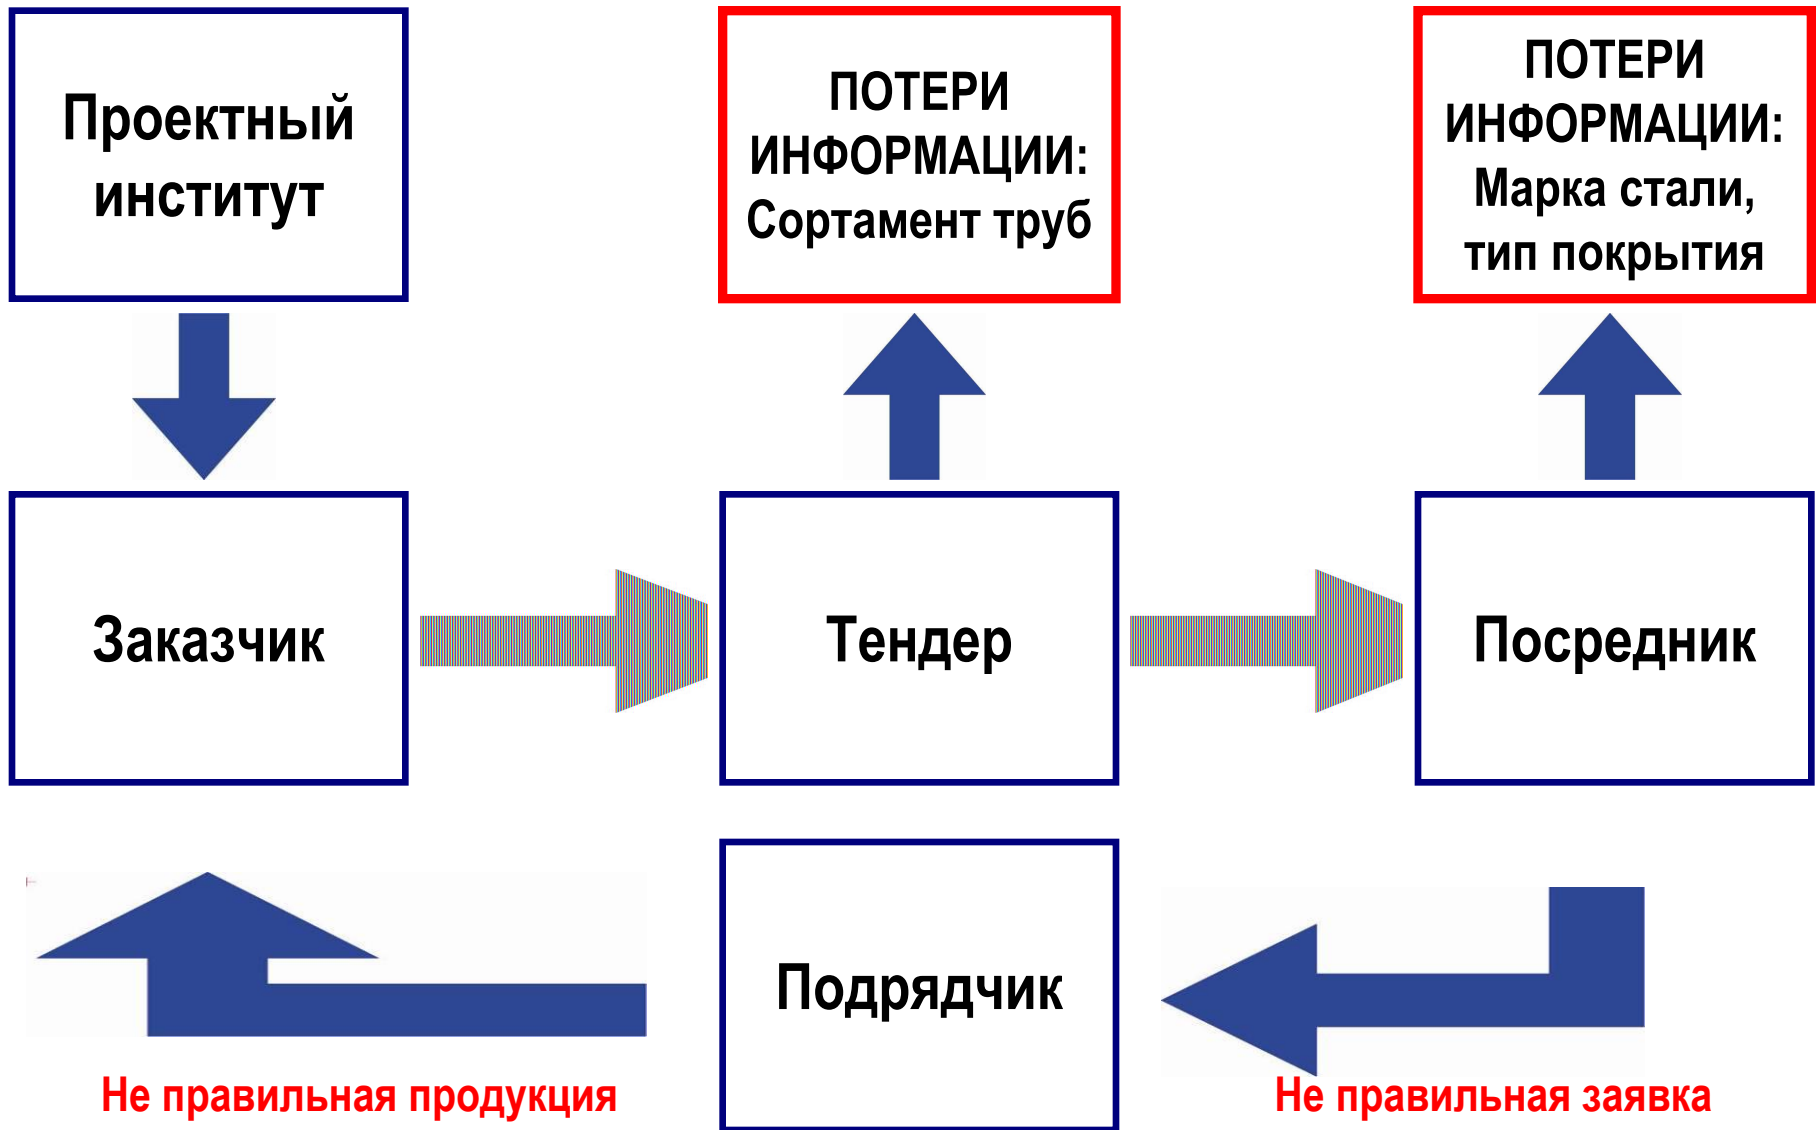 Проектный
институт
ПОТЕРИ
ИНФОРМАЦИИ:
Сортамент труб
ПОТЕРИ
ИНФОРМАЦИИ:
Марка стали,
тип покрытия
Заказчик
Тендер
Посредник
Подрядчик
Не правильная продукция
Не правильная заявка